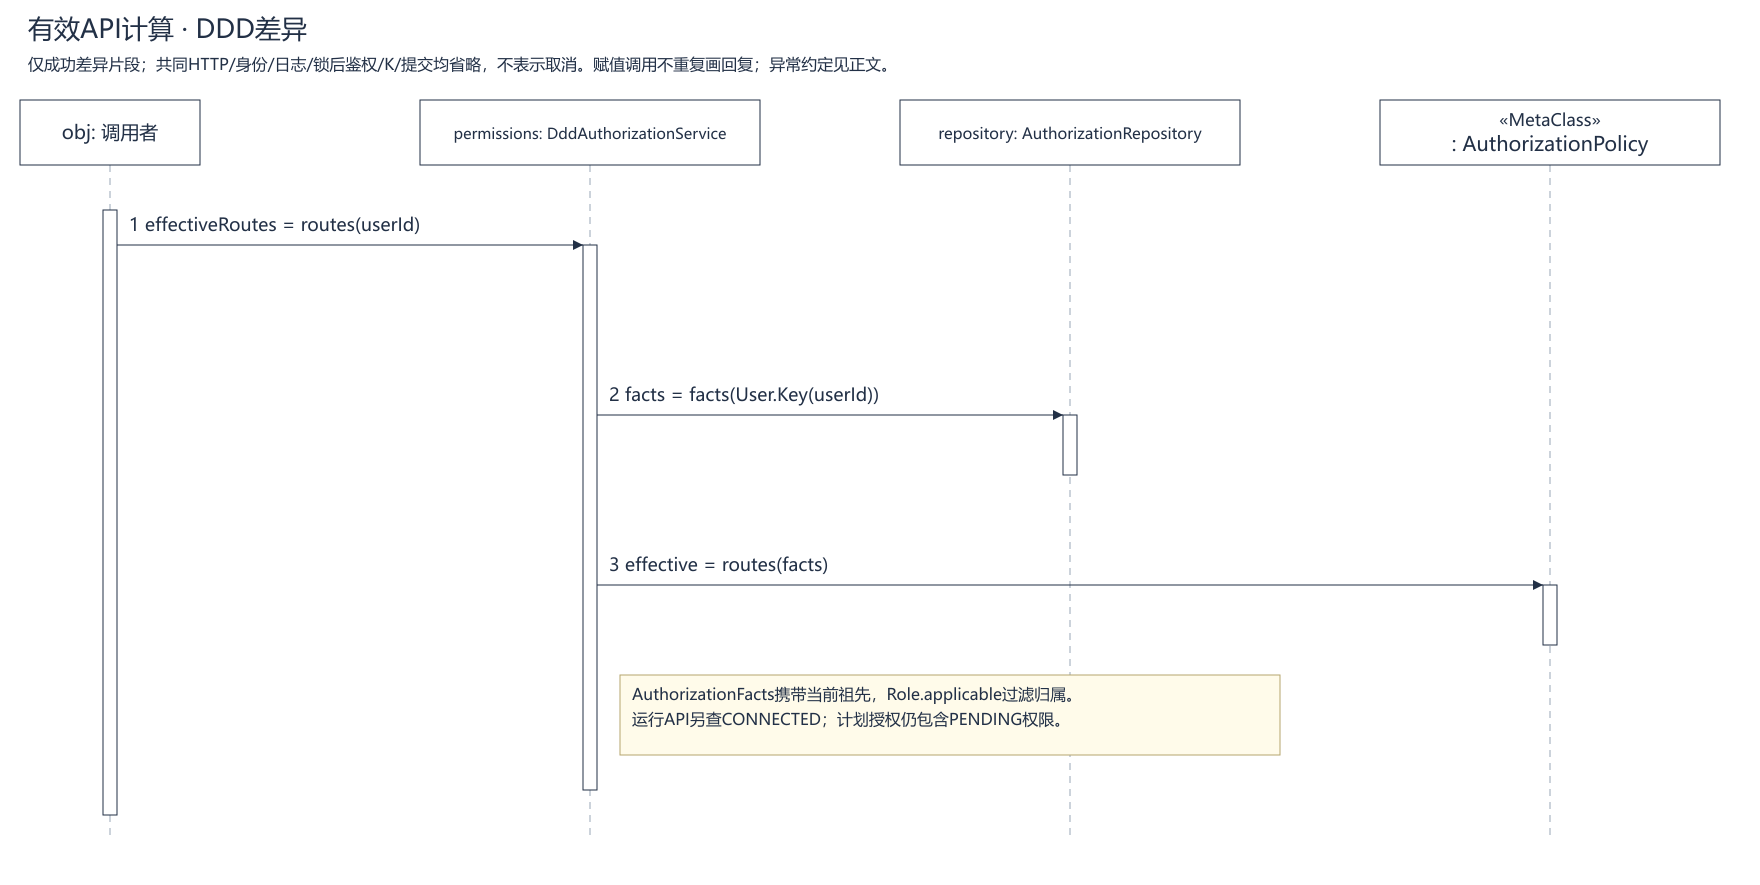 有效API计算 · DDD差异
仅成功差异片段；共同HTTP/身份/日志/锁后鉴权/K/提交均省略，不表示取消。赋值调用不重复画回复；异常约定见正文。
obj: 调用者
permissions: DddAuthorizationService
repository: AuthorizationRepository
«MetaClass»
: AuthorizationPolicy
1 effectiveRoutes = routes(userId)
2 facts = facts(User.Key(userId))
3 effective = routes(facts)
AuthorizationFacts携带当前祖先，Role.applicable过滤归属。
运行API另查CONNECTED；计划授权仍包含PENDING权限。